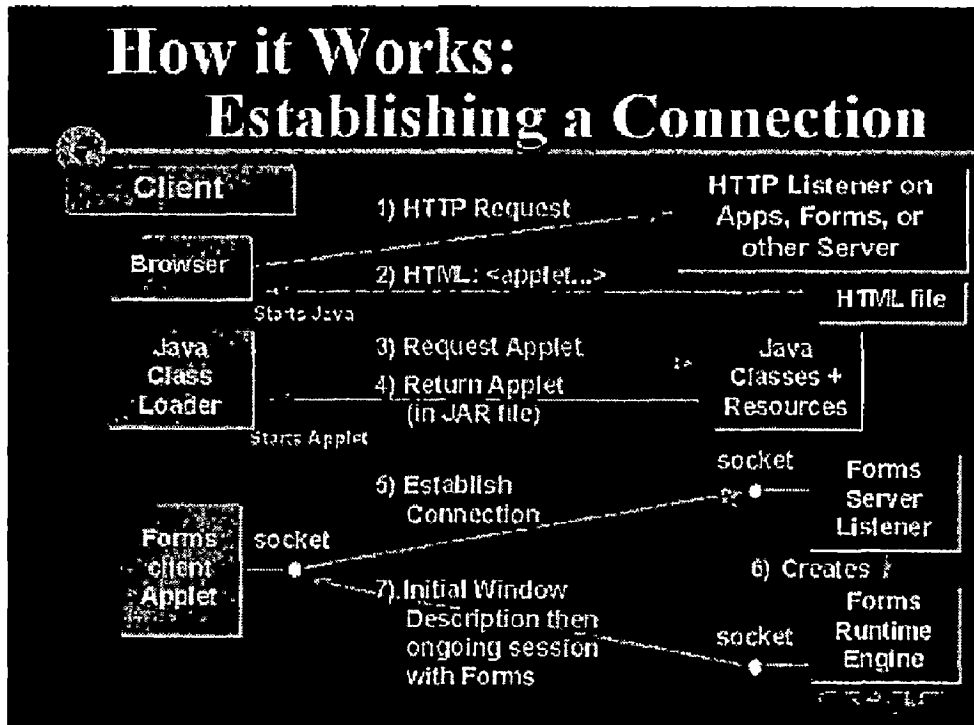 How it Works:
Establishing a Connection
Client
HTTP Listener on
Apps, Forms, or
other Server
1) HTTP Request
Browser
2) HTML: <applet...>
HTML file
Starts Java
Java
Class
Loader
3) Request Applet
4) Return Applet
(in JAR file)
Java
Classes +
Resources
Starts Applet
socket
Forms
Server
Listener
5) Establish
Connection
Forms
client
Applet
socket
6) Creates
7) Initial Window
Description then
ongoing session
with Forms
socket
Forms
Runtime
Engine
ORACLE